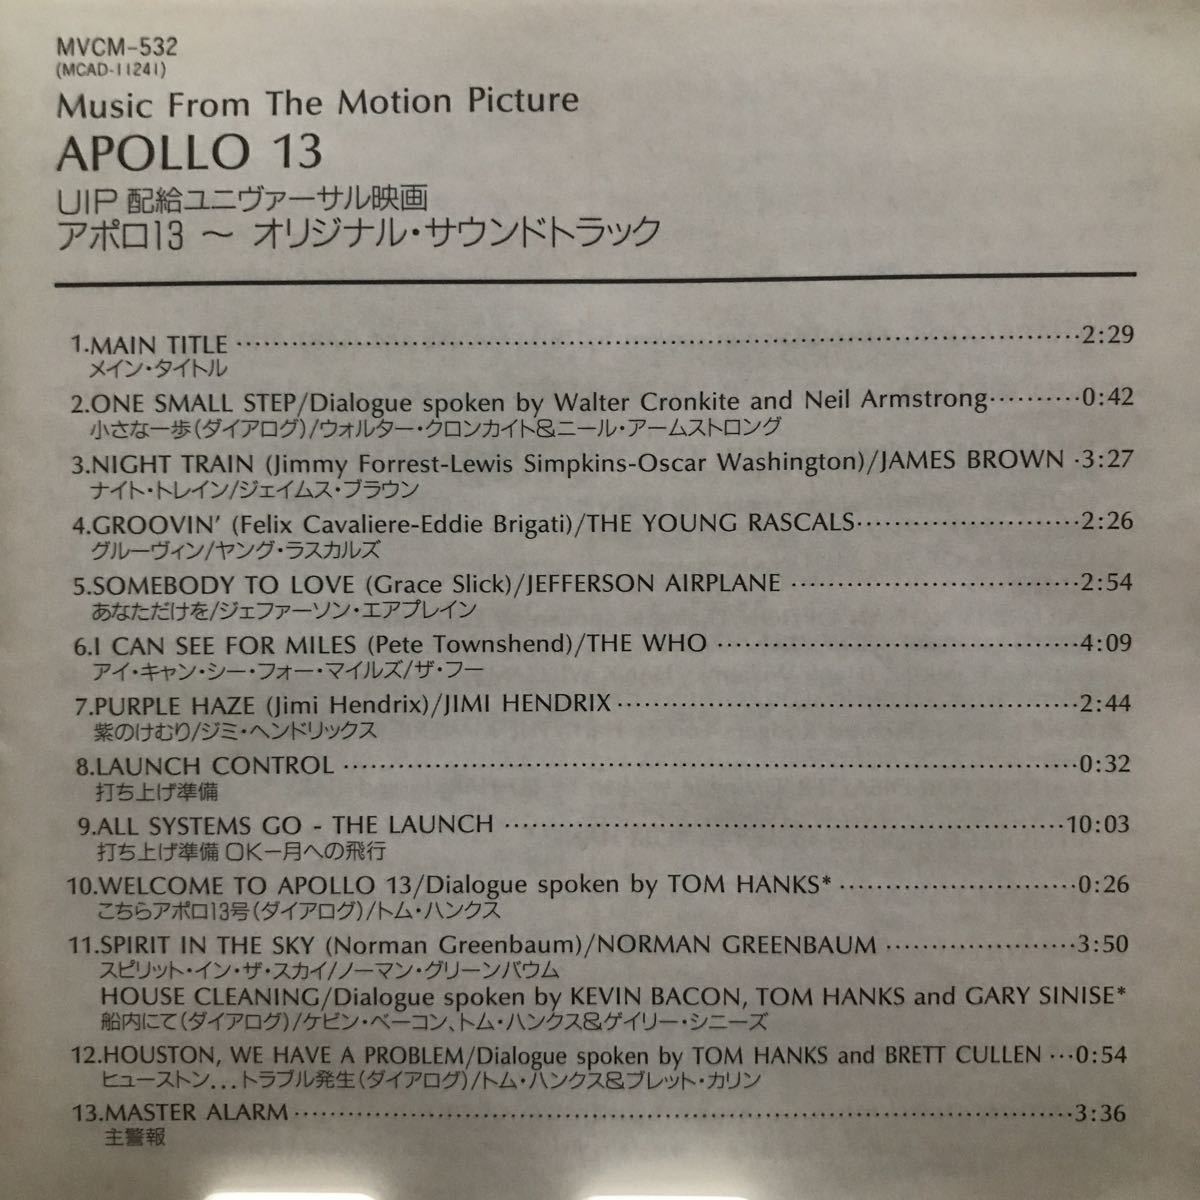 MVCM-532
(MCAD-11241)
Music From The Motion Picture
APOLLO 13
UIP 配給ユニヴァーサル映画
アポロ13 ～ オリジナル・サウンドトラック
1.MAIN TITLE ·····2:29
メイン・タイトル
2.ONE SMALL STEP/Dialogue spoken by Walter Cronkite and Neil Armstrong·····0:42
小さな一歩(ダイアログ)/ウォルター・クロンカイト&ニール・アームストロング
3.NIGHT TRAIN (Jimmy Forrest-Lewis Simpkins-Oscar Washington)/JAMES BROWN ·3:27
ナイト・トレイン/ジェイムス・ブラウン
4.GROOVIN' (Felix Cavaliere-Eddie Brigati)/THE YOUNG RASCALS·····2:26
グルーヴィン/ヤング・ラスカルズ
5.SOMEBODY TO LOVE (Grace Slick)/JEFFERSON AIRPLANE ·····2:54
あなただけを/ジェファーソン・エアプレイン
6.I CAN SEE FOR MILES (Pete Townshend)/THE WHO ·····4:09
アイ・キャン・シー・フォー・マイルズ/ザ・フー
7.PURPLE HAZE (Jimi Hendrix)/JIMI HENDRIX ·····2:44
紫のけむり/ジミ・ヘンドリックス
8.LAUNCH CONTROL ·····0:32
打ち上げ準備
9.ALL SYSTEMS GO - THE LAUNCH ·····10:03
打ち上げ準備OK－月への飛行
10.WELCOME TO APOLLO 13/Dialogue spoken by TOM HANKS* ·····0:26
こちらアポロ13号(ダイアログ)/トム・ハンクス
11.SPIRIT IN THE SKY (Norman Greenbaum)/NORMAN GREENBAUM ·····3:50
スピリット・イン・ザ・スカイ/ノーマン・グリーンバウム
HOUSE CLEANING/Dialogue spoken by KEVIN BACON, TOM HANKS and GARY SINISE*
船内にて(ダイアログ)/ケビン・ベーコン、トム・ハンクス&ゲイリー・シニーズ
12.HOUSTON, WE HAVE A PROBLEM/Dialogue spoken by TOM HANKS and BRETT CULLEN ···0:54
ヒューストン...トラブル発生(ダイアログ)/トム・ハンクス&ブレット・カリン
13.MASTER ALARM ·····3:36
主警報